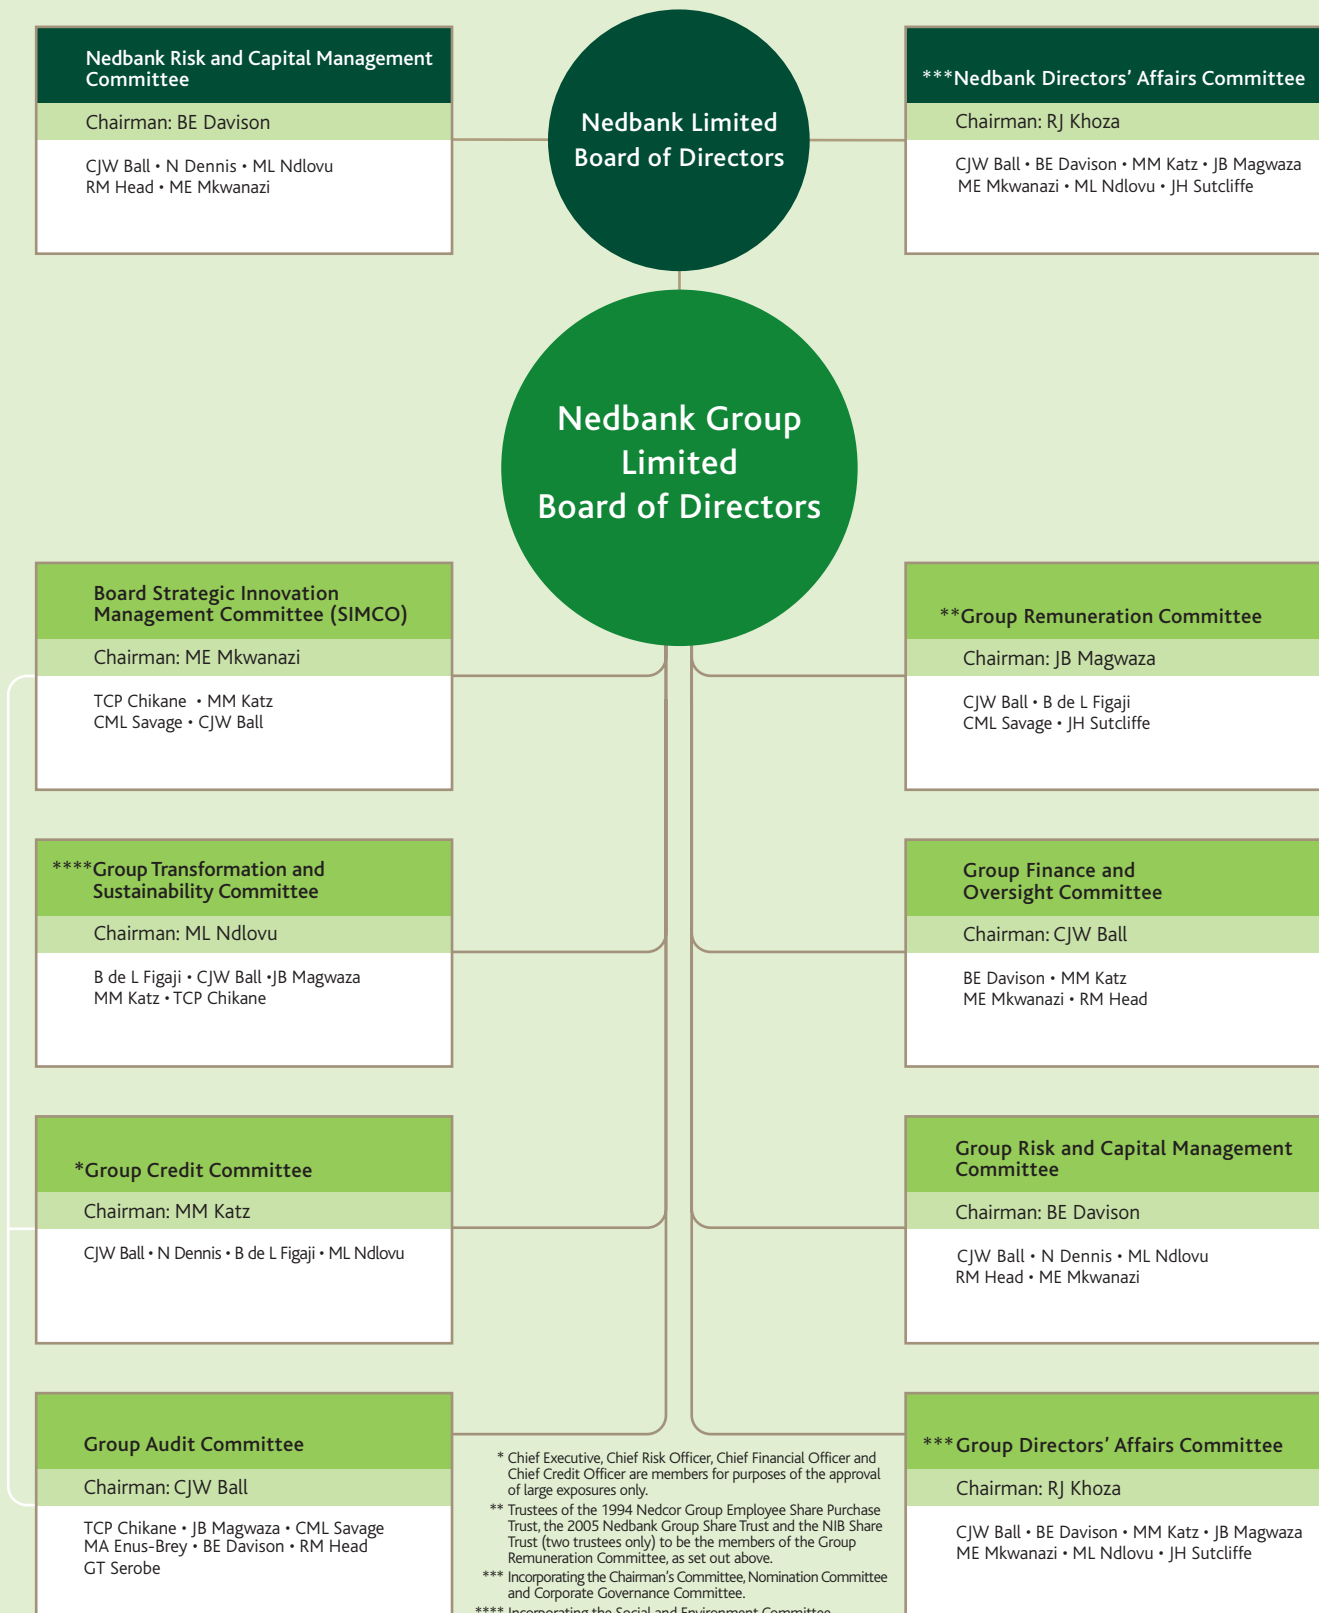 Nedbank Risk and Capital Management
Committee
Chairman: BE Davison
CJW Ball • N Dennis • ML Ndlovu
RM Head • ME Mkwanazi
Nedbank Limited
Board of Directors
***Nedbank Directors' Affairs Committee
Chairman: RJ Khoza
CJW Ball • BE Davison • MM Katz • JB Magwaza
ME Mkwanazi • ML Ndlovu • JH Sutcliffe
Nedbank Group
Limited
Board of Directors
Board Strategic Innovation
Management Committee (SIMCO)
Chairman: ME Mkwanazi
TCP Chikane • MM Katz
CML Savage • CJW Ball
**Group Remuneration Committee
Chairman: JB Magwaza
CJW Ball • B de L Figaji
CML Savage • JH Sutcliffe
****Group Transformation and
Sustainability Committee
Chairman: ML Ndlovu
B de L Figaji • CJW Ball •JB Magwaza
MM Katz • TCP Chikane
Group Finance and
Oversight Committee
Chairman: CJW Ball
BE Davison • MM Katz
ME Mkwanazi • RM Head
*Group Credit Committee
Chairman: MM Katz
CJW Ball • N Dennis • B de L Figaji • ML Ndlovu
Group Risk and Capital Management
Committee
Chairman: BE Davison
CJW Ball • N Dennis • ML Ndlovu
RM Head • ME Mkwanazi
Group Audit Committee
Chairman: CJW Ball
TCP Chikane • JB Magwaza • CML Savage
MA Enus-Brey • BE Davison • RM Head
GT Serobe
* Chief Executive, Chief Risk Officer, Chief Financial Officer and
Chief Credit Officer are members for purposes of the approval
of large exposures only.
** Trustees of the 1994 Nedcor Group Employee Share Purchase
Trust, the 2005 Nedbank Group Share Trust and the NIB Share
Trust (two trustees only) to be the members of the Group
Remuneration Committee, as set out above.
*** Incorporating the Chairman's Committee, Nomination Committee
and Corporate Governance Committee.
**** Incorporating the Social and Environment Committee
***Group Directors' Affairs Committee
Chairman: RJ Khoza
CJW Ball • BE Davison • MM Katz • JB Magwaza
ME Mkwanazi • ML Ndlovu • JH Sutcliffe